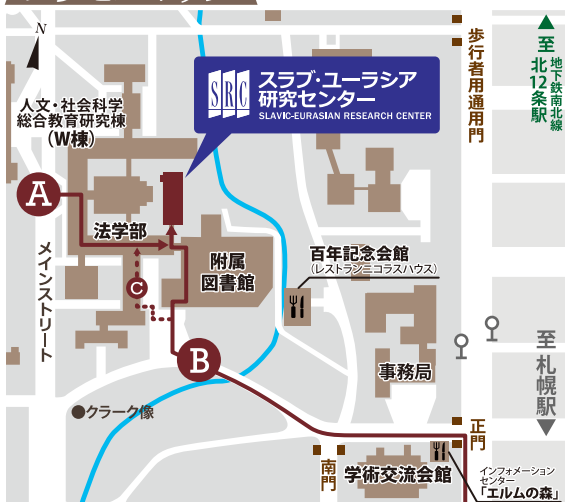 N
人文・社会科学
総合教育研究棟
(W棟)
SRC
スラブ・ユーラシア
研究センター
SLAVIC-EURASIAN RESEARCH CENTER
歩行者用通用門
至
地下鉄南北線
北12条駅
A
法学部
メインストリート
附属
図書館
百年記念会館
(レストランニコラスハウス)
C
B
事務局
至札幌駅
クラーク像
正門
南門
学術交流会館
インフォメーション
センター
「エルムの森」